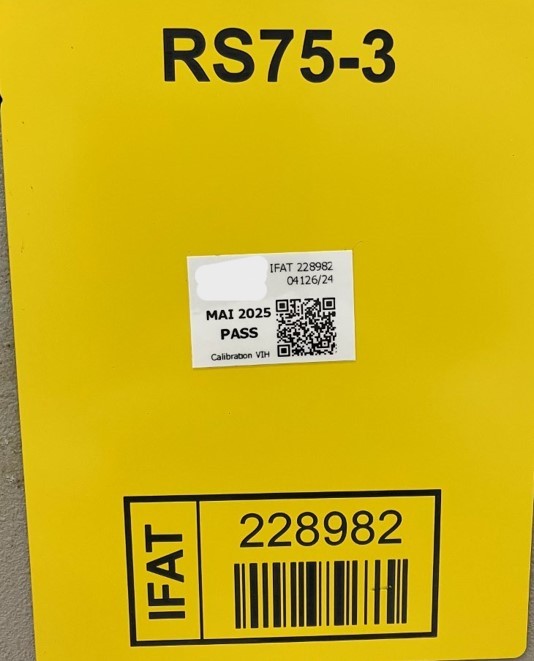 RS75-3
IFAT 228982
04126/24
MAI 2025
PASS
Calibration VIH
IFAT
228982